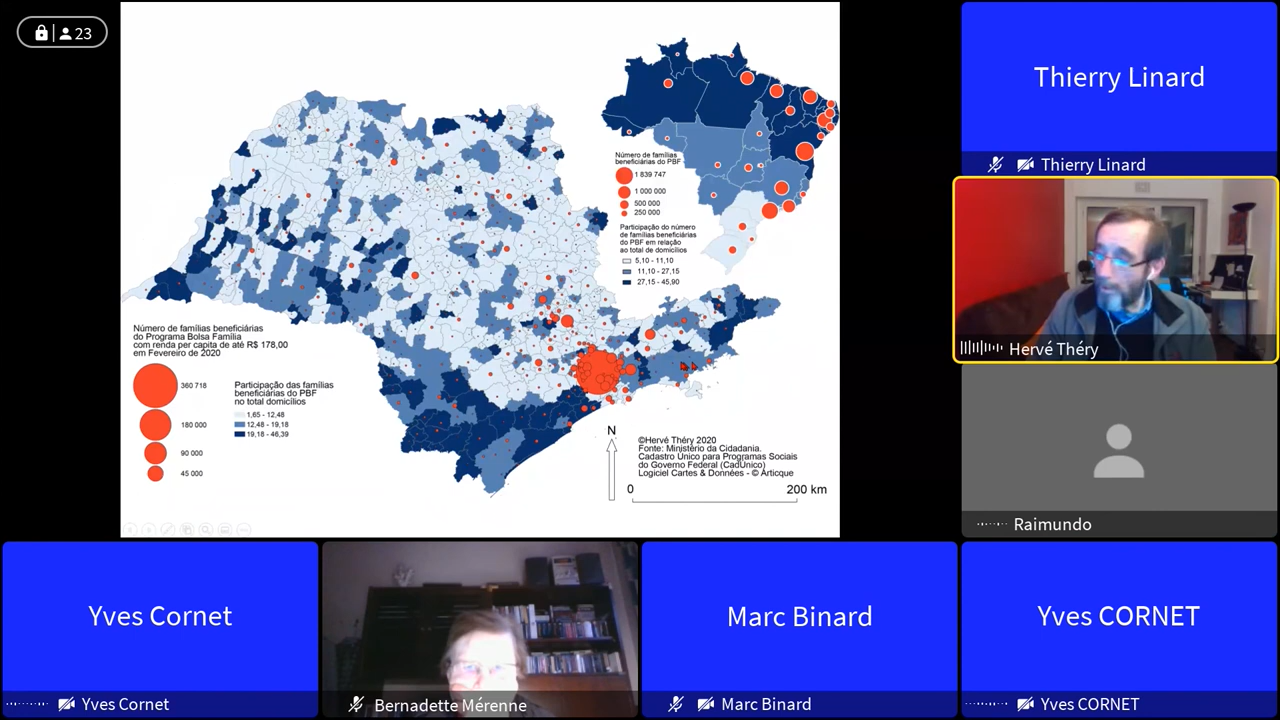 23
Número de famílias
beneficiárias do PBF
1 839 747
1 000 000
500 000
250 000
Participação do número
de famílias beneficiárias
do PBF em relação
ao total de domicílios
5,10 - 11,10
11,10 - 27,15
27,15 - 45,90
Número de famílias beneficiárias
do Programa Bolsa Família
com renda per capita de até R$ 178,00
em Fevereiro de 2020
360 718
180 000
90 000
45 000
Participação das famílias
beneficiárias do PBF
no total domicílios
1,65 - 12,48
12,48 - 19,18
19,18 - 46,39
N
©Hervé Théry 2020
Fonte: Ministério da Cidadania.
Cadastro Único para Programas Sociais
do Governo Federal (CadÚnico)
Logiciel Cartes & Données - © Articque
0 200 km
Thierry Linard
Thierry Linard
Hervé Théry
Raimundo
Yves Cornet
Yves Cornet
Bernadette Mérenne
Marc Binard
Marc Binard
Yves CORNET
Yves CORNET